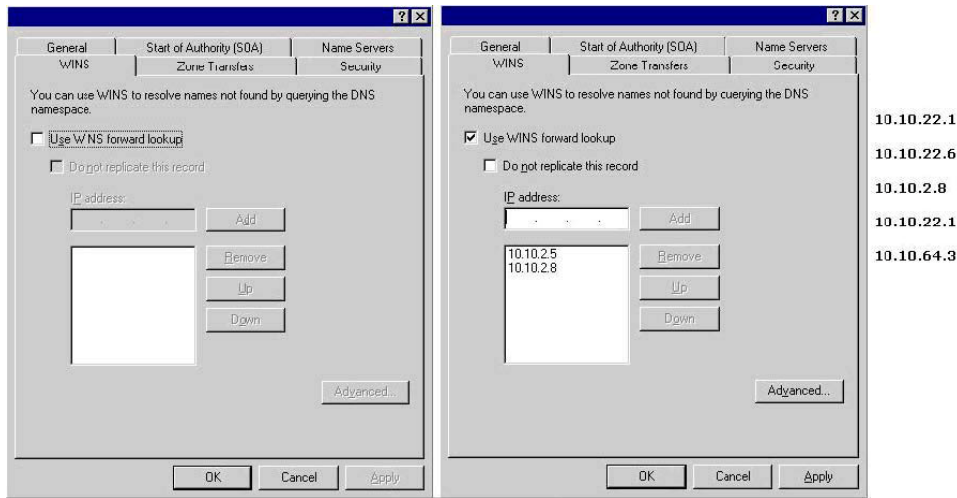 General
Start of Authority (SOA)
Name Servers
WINS
Zone Transfers
Security
You can use WINS to resolve names not found by querying the DNS
namespace.
Use WINS forward lookup
Do not replicate this record
IP address:
Add
Remove
Up
Down
Advanced...
OK
Cancel
Apply
General
Start of Authority (SOA)
Name Servers
WINS
Zone Transfers
Security
You can use WINS to resolve names not found by querying the DNS
namespace.
Use WINS forward lookup
Do not replicate this record
IP address:
Add
10.10.2.5
10.10.2.8
Remove
Up
Down
Advanced...
OK
Cancel
Apply
10.10.22.1
10.10.22.6
10.10.2.8
10.10.22.1
10.10.64.3